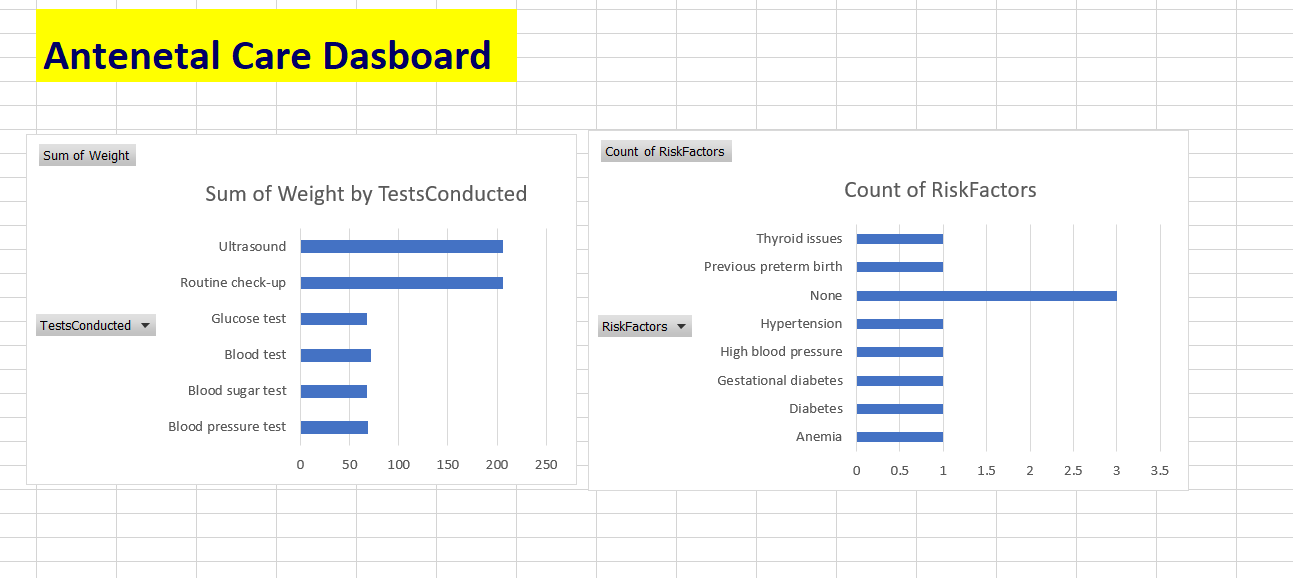 Antenetal Care Dasboard
Sum of Weight
Sum of Weight by TestsConducted
Ultrasound
Routine check-up
Glucose test
TestsConducted
Blood test
Blood sugar test
Blood pressure test
0 50 100 150 200 250
Count of RiskFactors
Count of RiskFactors
Thyroid issues
Previous preterm birth
None
Hypertension
RiskFactors
High blood pressure
Gestational diabetes
Diabetes
Anemia
0 0.5 1 1.5 2 2.5 3 3.5